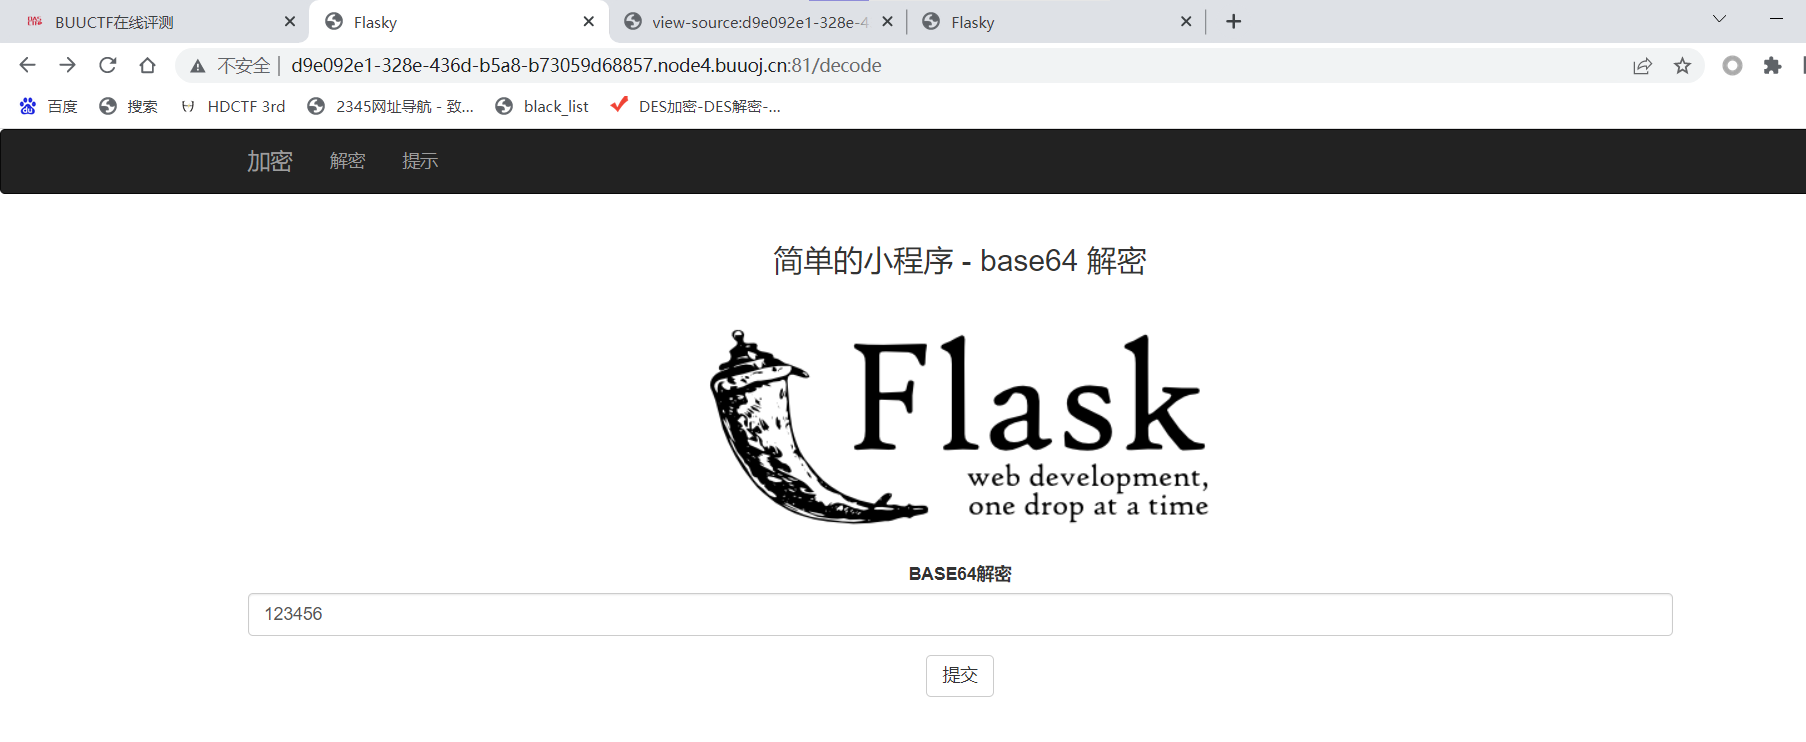 BUUCTF在线评测
Flasky
view-source:d9e092e1-328e-4
Flasky
不安全 | d9e092e1-328e-436d-b5a8-b73059d68857.node4.buuoj.cn:81/decode
百度 搜索 HDCTF 3rd 2345网址导航 - 致... black_list DES加密-DES解密-...
加密 解密 提示
简单的小程序 - base64 解密
Flask
web development,
one drop at a time
BASE64解密
123456
提交